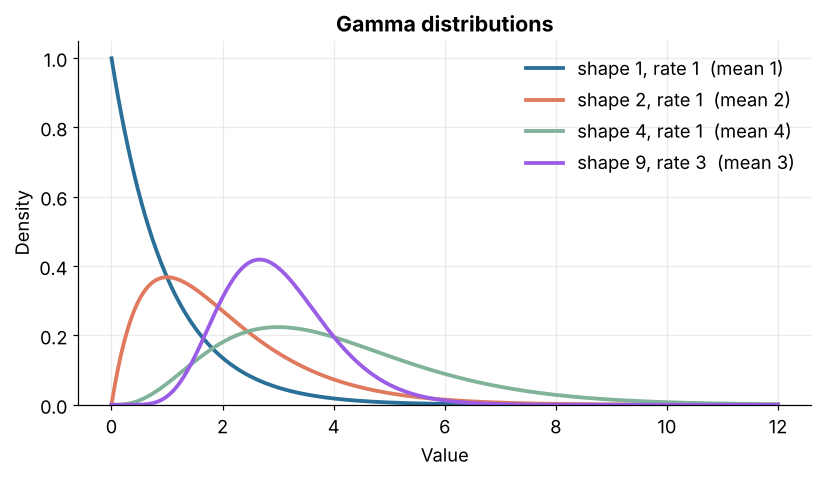 Gamma distributions
shape 1, rate 1  (mean 1)
shape 2, rate 1  (mean 2)
shape 4, rate 1  (mean 4)
shape 9, rate 3  (mean 3)
Density
1.0
0.8
0.6
0.4
0.2
0.0
0 2 4 6 8 10 12
Value